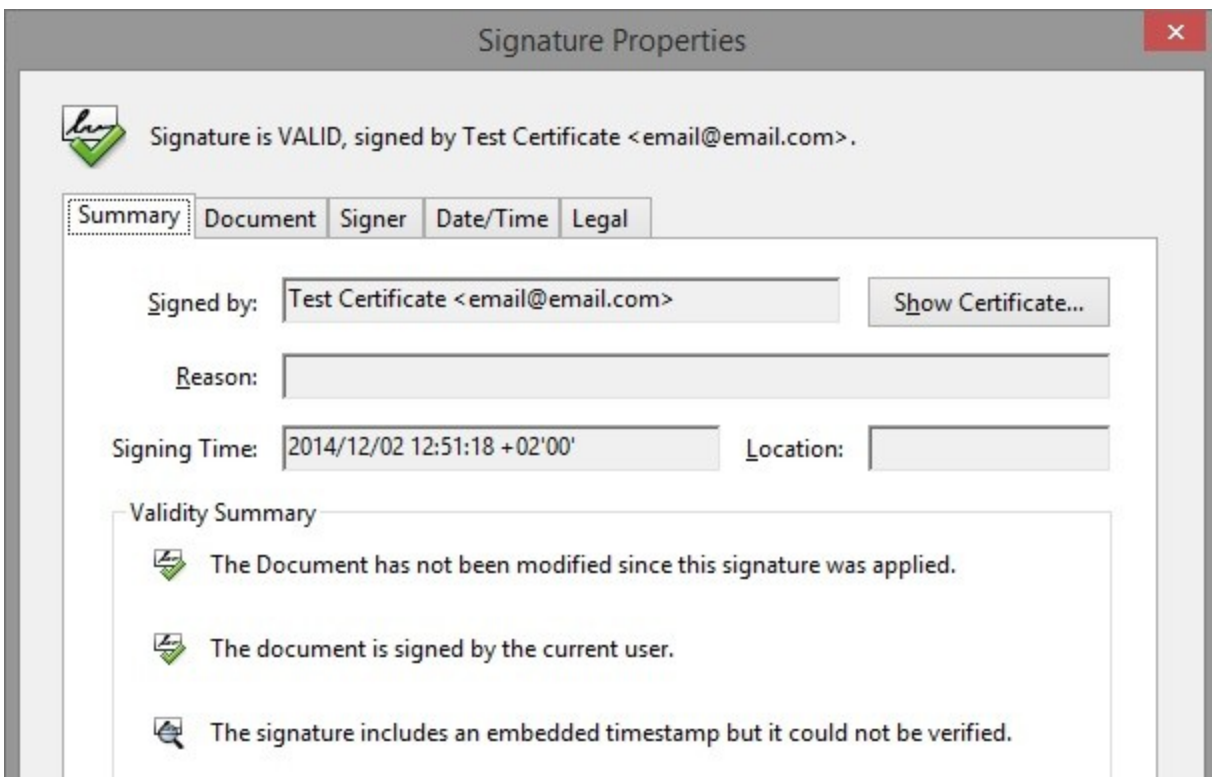 Signature Properties
Signature is VALID, signed by Test Certificate <email@email.com>.
Summary Document Signer Date/Time Legal
Signed by: Test Certificate <email@email.com> Show Certificate...
Reason:
Signing Time: 2014/12/02 12:51:18 +02'00' Location:
Validity Summary
The Document has not been modified since this signature was applied.
The document is signed by the current user.
The signature includes an embedded timestamp but it could not be verified.